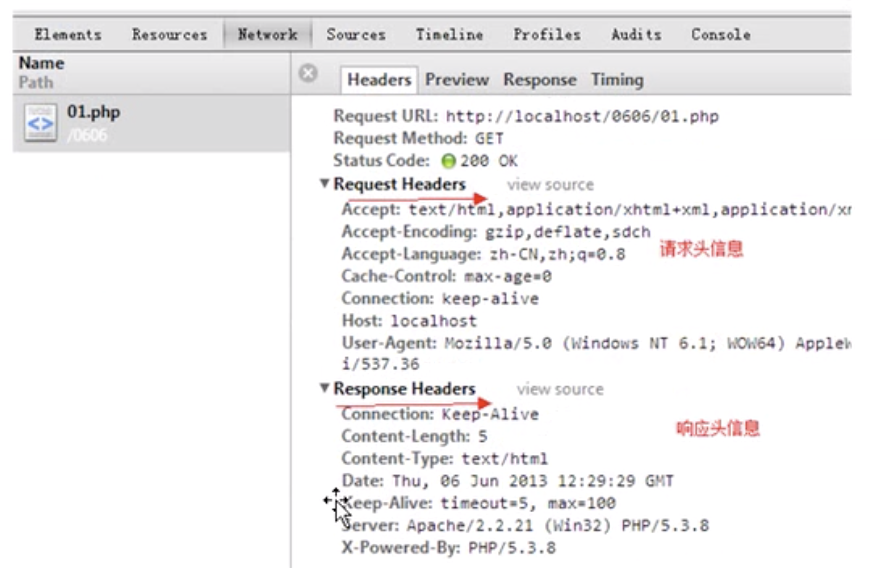 Elements Resources Network Sources Timeline Profiles Audits Console
Name
Path
Headers Preview Response Timing
01.php
/0606
Request URL: http://localhost/0606/01.php
Request Method: GET
Status Code: 200 OK
Request Headers view source
Accept: text/html,application/xhtml+xml,application/xm
Accept-Encoding: gzip,deflate,sdch
请求头信息
Accept-Language: zh-CN,zh;q=0.8
Cache-Control: max-age=0
Connection: keep-alive
Host: localhost
User-Agent: Mozilla/5.0 (Windows NT 6.1; WOW64) AppleW
i/537.36
Response Headers view source
Connection: Keep-Alive
响应头信息
Content-Length: 5
Content-Type: text/html
Date: Thu, 06 Jun 2013 12:29:29 GMT
Keep-Alive: timeout=5, max=100
Server: Apache/2.2.21 (Win32) PHP/5.3.8
X-Powered-By: PHP/5.3.8